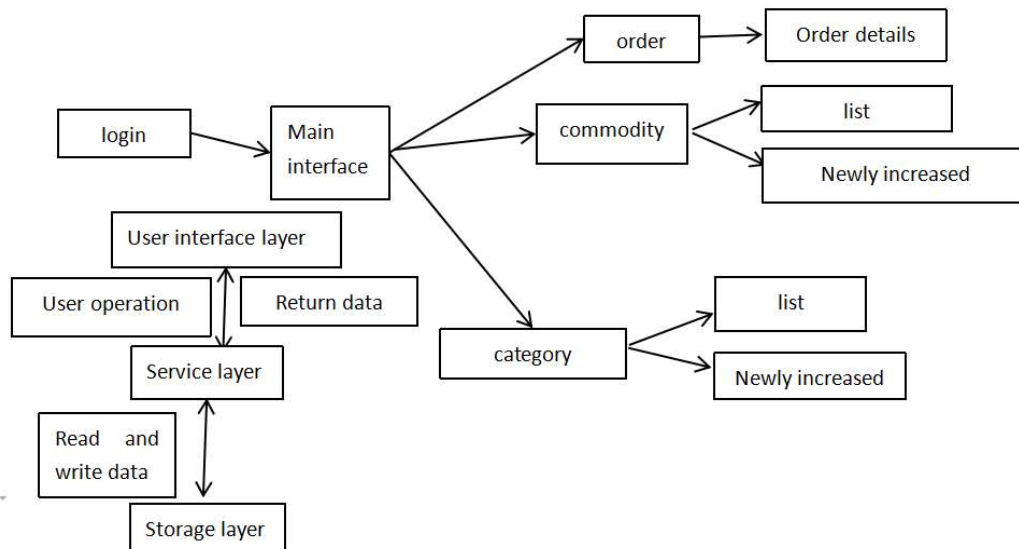 order
Order details
login
Main
interface
commodity
list
Newly increased
User interface layer
User operation
Return data
list
category
Service layer
Newly increased
Read and
write data
Storage layer